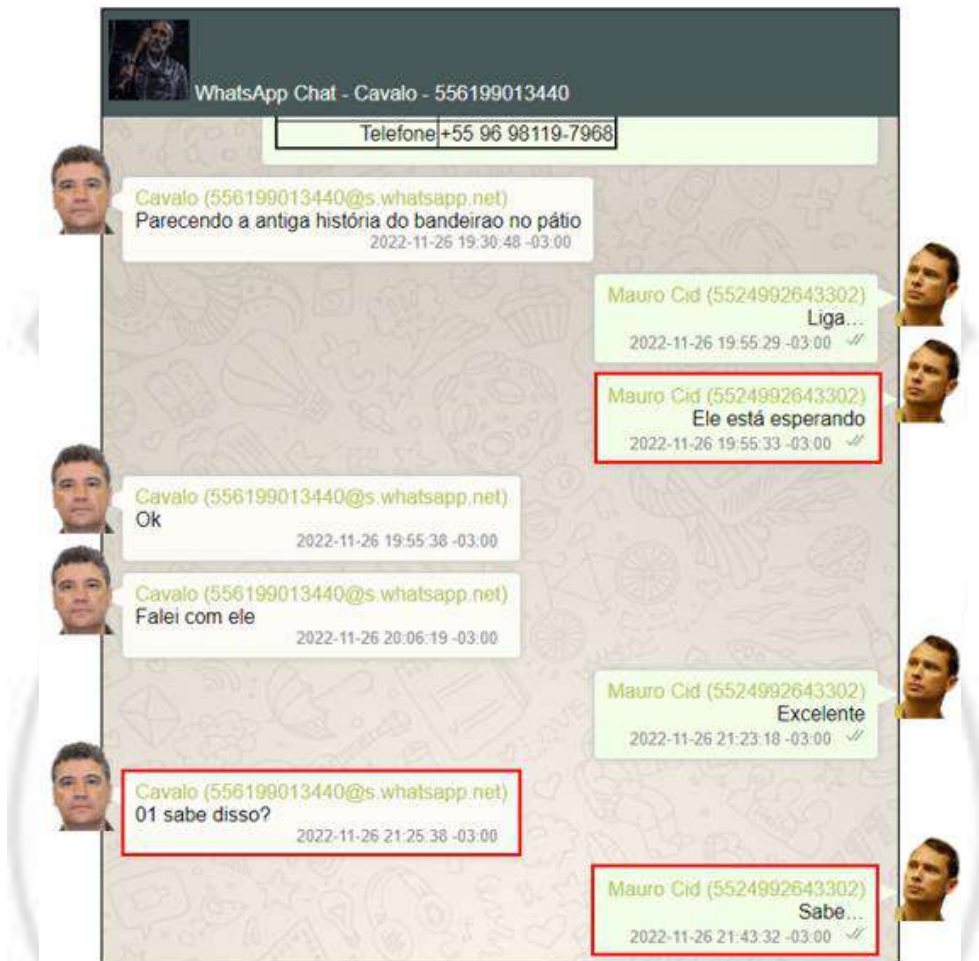 WhatsApp Chat - Cavalo - 556199013440
Telefone +55 96 98119-7968
Cavalo (556199013440@s.whatsapp.net)
Parecendo a antiga história do bandeirao no pátio
2022-11-26 19:30:48 -03:00
Mauro Cid (5524992643302)
Liga...
2022-11-26 19:55:29 -03:00
Mauro Cid (5524992643302)
Ele está esperando
2022-11-26 19:55:33 -03:00
Cavalo (556199013440@s.whatsapp.net)
Ok
2022-11-26 19:55:38 -03:00
Cavalo (556199013440@s.whatsapp.net)
Falei com ele
2022-11-26 20:06:19 -03:00
Mauro Cid (5524992643302)
Excelente
2022-11-26 21:23:18 -03:00
Cavalo (556199013440@s.whatsapp.net)
01 sabe disso?
2022-11-26 21:25:38 -03:00
Mauro Cid (5524992643302)
Sabe...
2022-11-26 21:43:32 -03:00